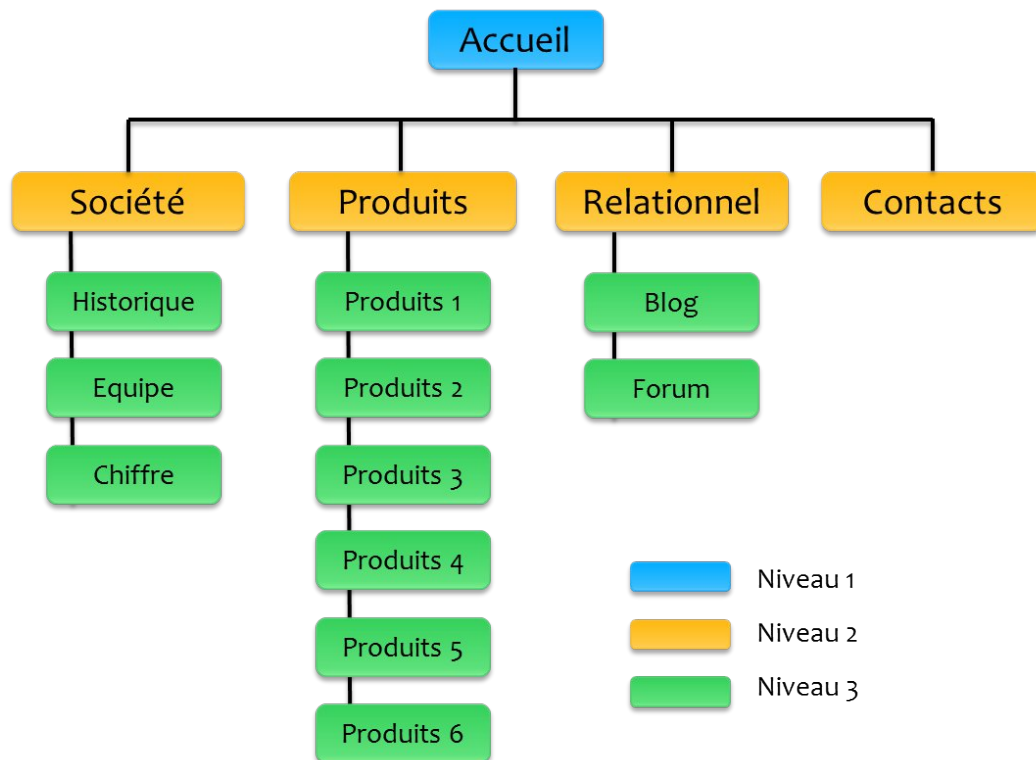 Accueil
Société
Produits
Relationnel
Contacts
Historique
Equipe
Chiffre
Produits 1
Produits 2
Produits 3
Produits 4
Produits 5
Produits 6
Blog
Forum
Niveau 1
Niveau 2
Niveau 3